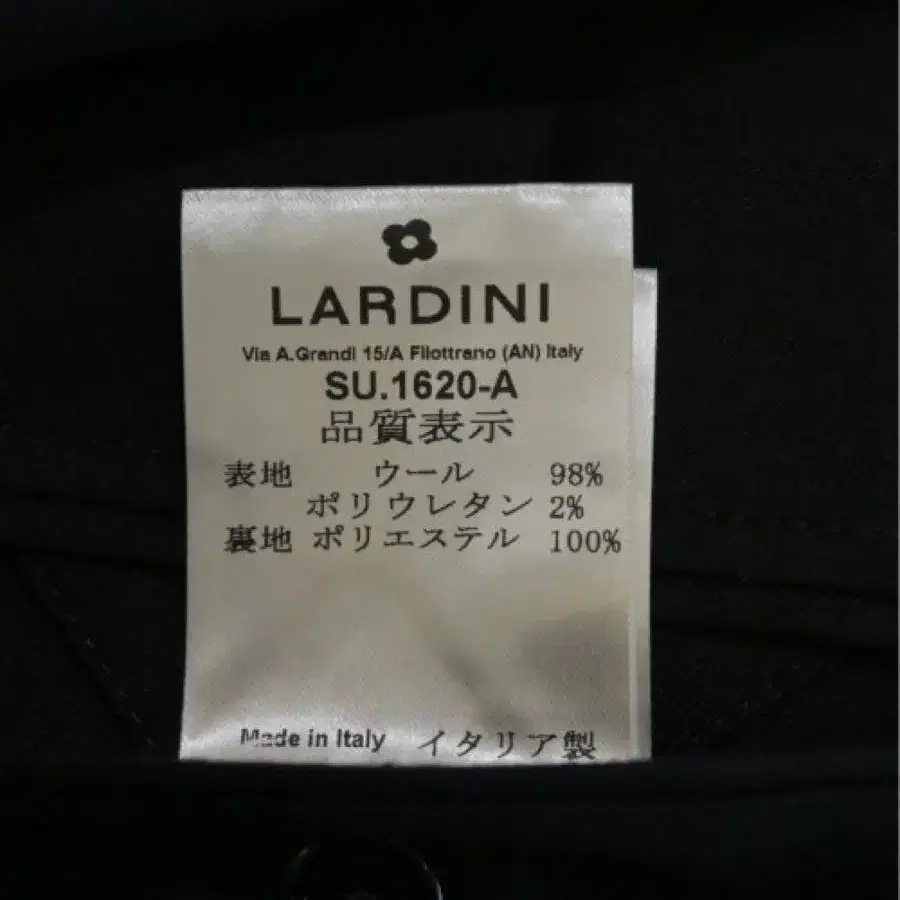 LARDINI
Via A.Grandi 15/A Filottrano (AN) Italy
SU.1620-A
品質表示
表地 ウール 98%
ポリウレタン 2%
裏地 ポリエステル 100%
Made in Italy イタリア製